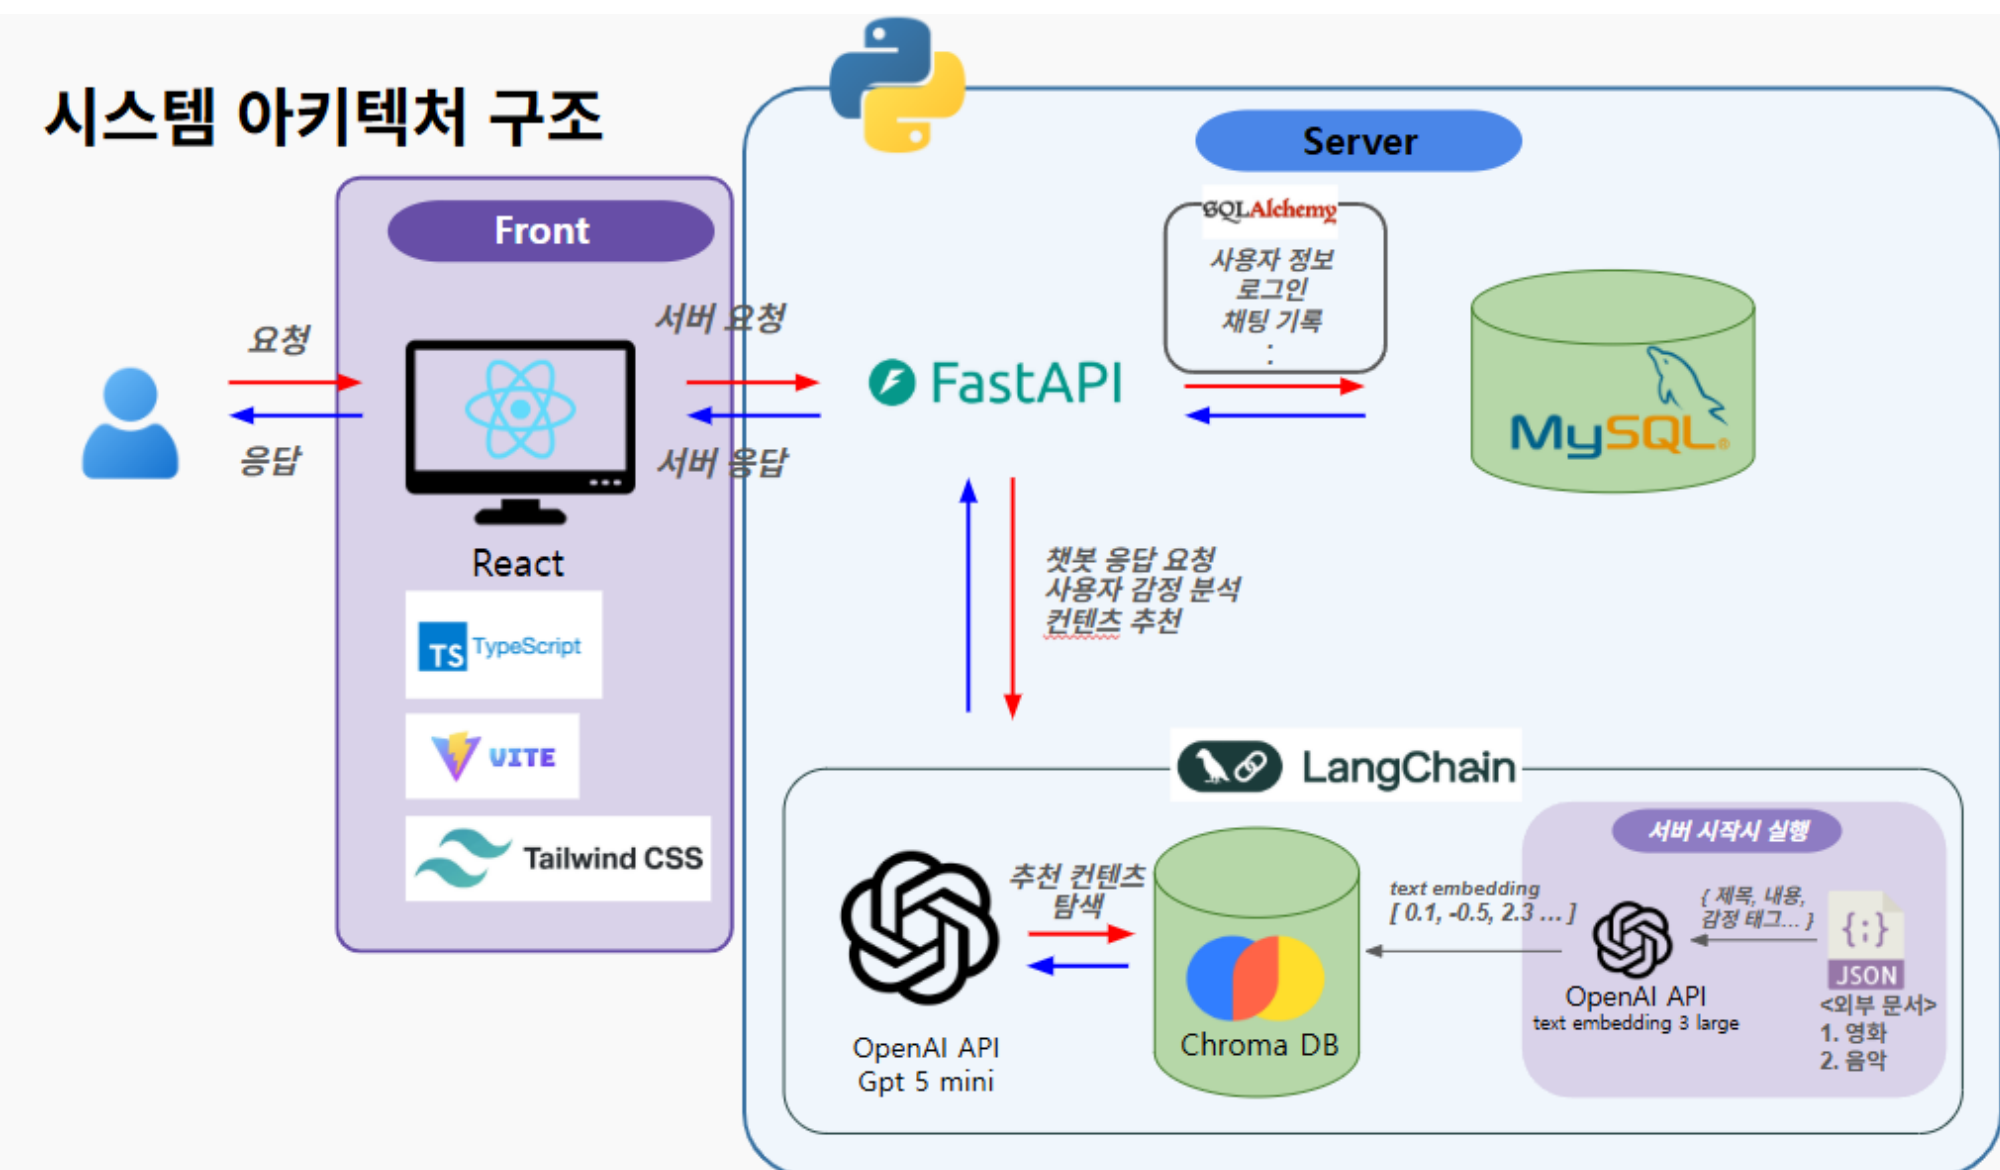 시스템 아키텍처 구조
Server
Front
SQLAlchemy
사용자 정보
로그인
채팅 기록
:
요청
서버 요청
FastAPI
MySQL®
응답
서버 응답
React
챗봇 응답 요청
사용자 감정 분석
컨텐츠 추천
TS TypeScript
VITE
Tailwind CSS
LangChain
서버 시작시 실행
추천 컨텐츠
탐색
text embedding
[ 0.1, -0.5, 2.3 ... ]
{ 제목, 내용,
감정 태그... }
{;}
JSON
OpenAI API
text embedding 3 large
<외부 문서>
1. 영화
2. 음악
Chroma DB
OpenAI API
Gpt 5 mini